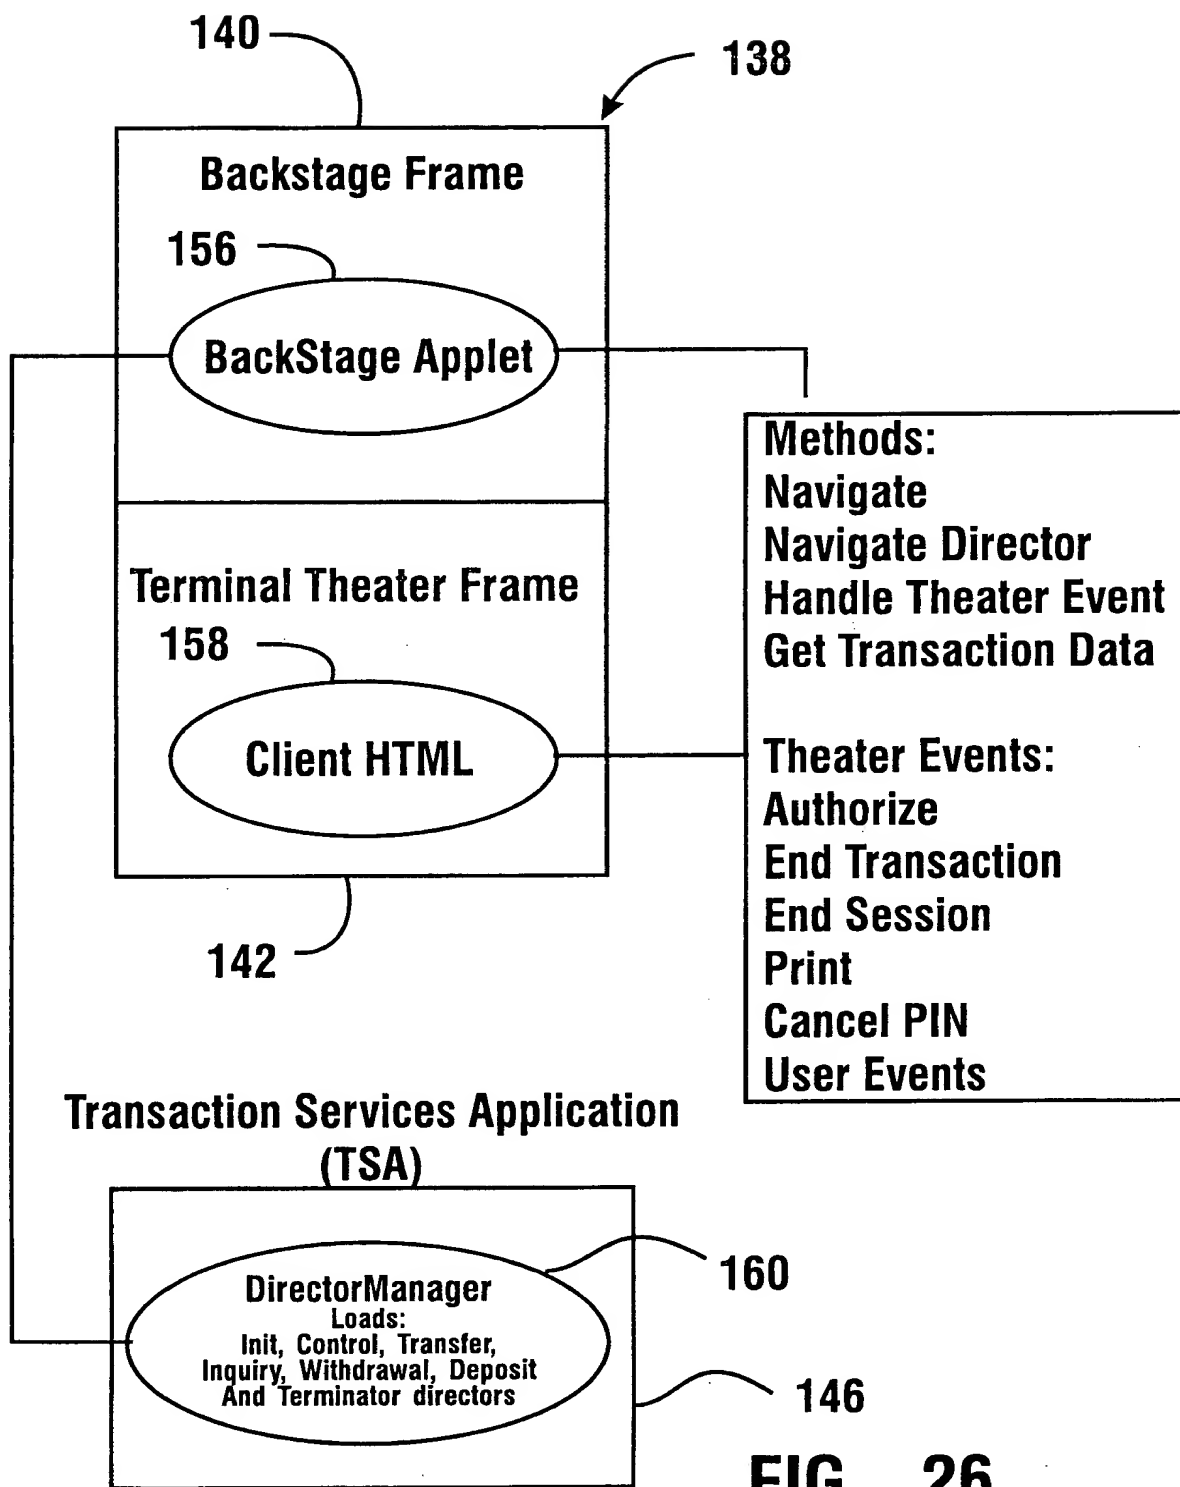 140
138
Backstage Frame
156
BackStage Applet
Methods:
Navigate
Navigate Director
Handle Theater Event
Get Transaction Data
Theater Events:
Authorize
End Transaction
End Session
Print
Cancel PIN
User Events
Terminal Theater Frame
158
Client HTML
142
Transaction Services Application
(TSA)
160
DirectorManager
Loads:
Init, Control, Transfer,
Inquiry, Withdrawal, Deposit
And Terminator directors
146
FIG. 26